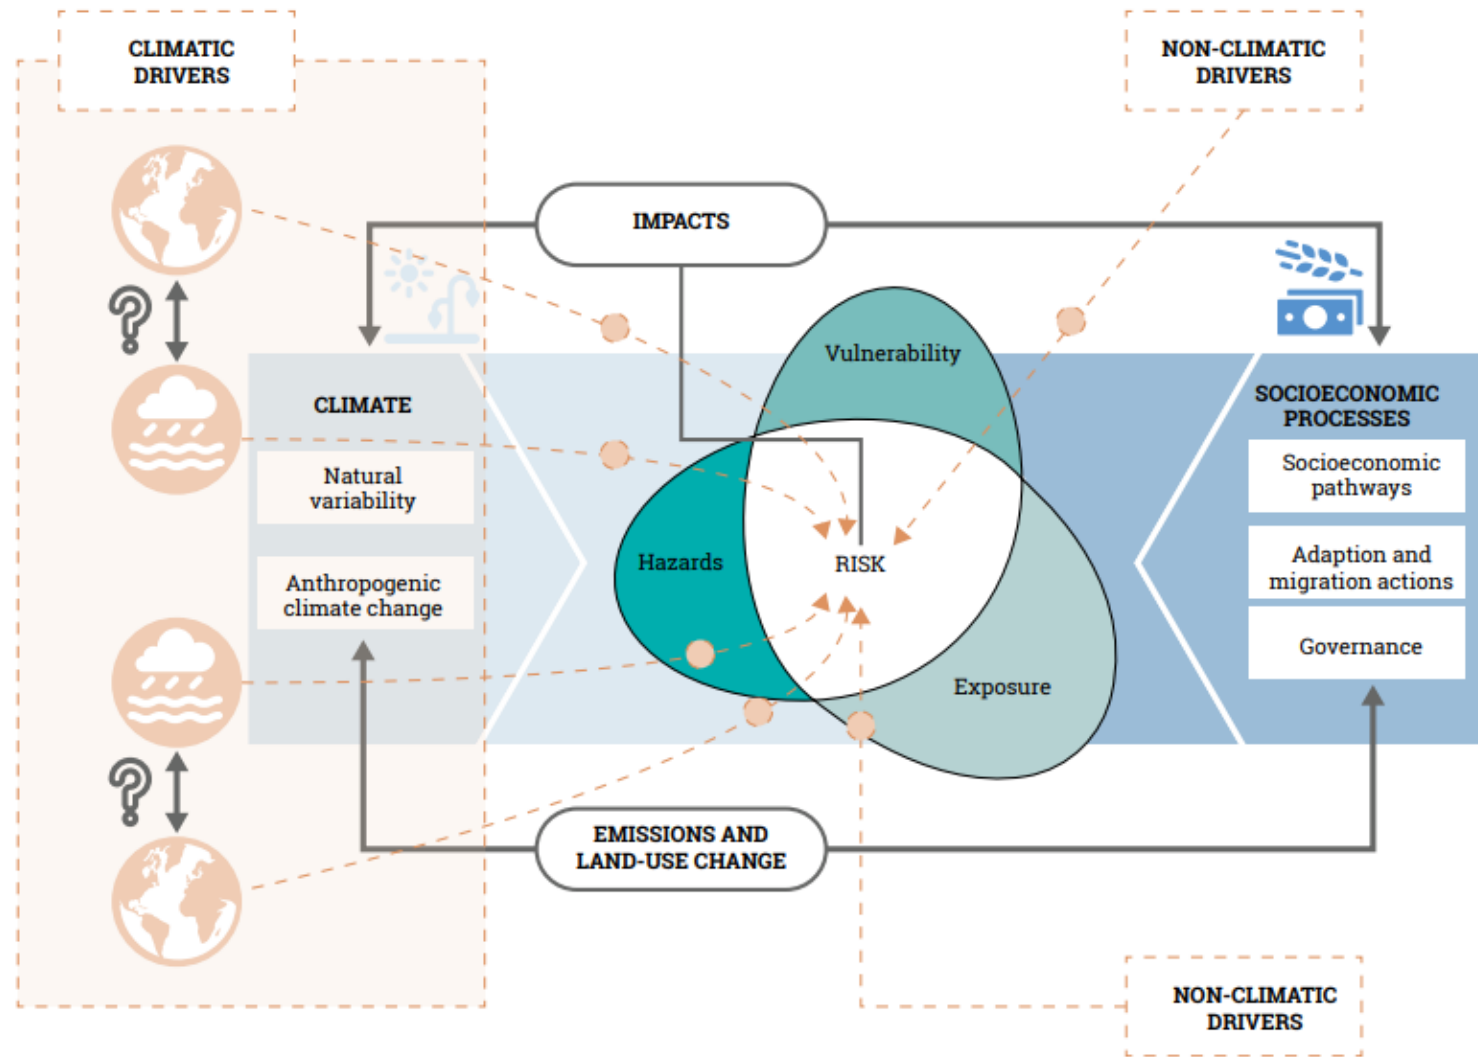 CLIMATIC
DRIVERS
NON-CLIMATIC
DRIVERS
IMPACTS
Vulnerability
CLIMATE
SOCIOECONOMIC
PROCESSES
Natural
variability
Socioeconomic
pathways
Hazards
RISK
Anthropogenic
climate change
Adaption and
migration actions
Governance
Exposure
EMISSIONS AND
LAND-USE CHANGE
NON-CLIMATIC
DRIVERS